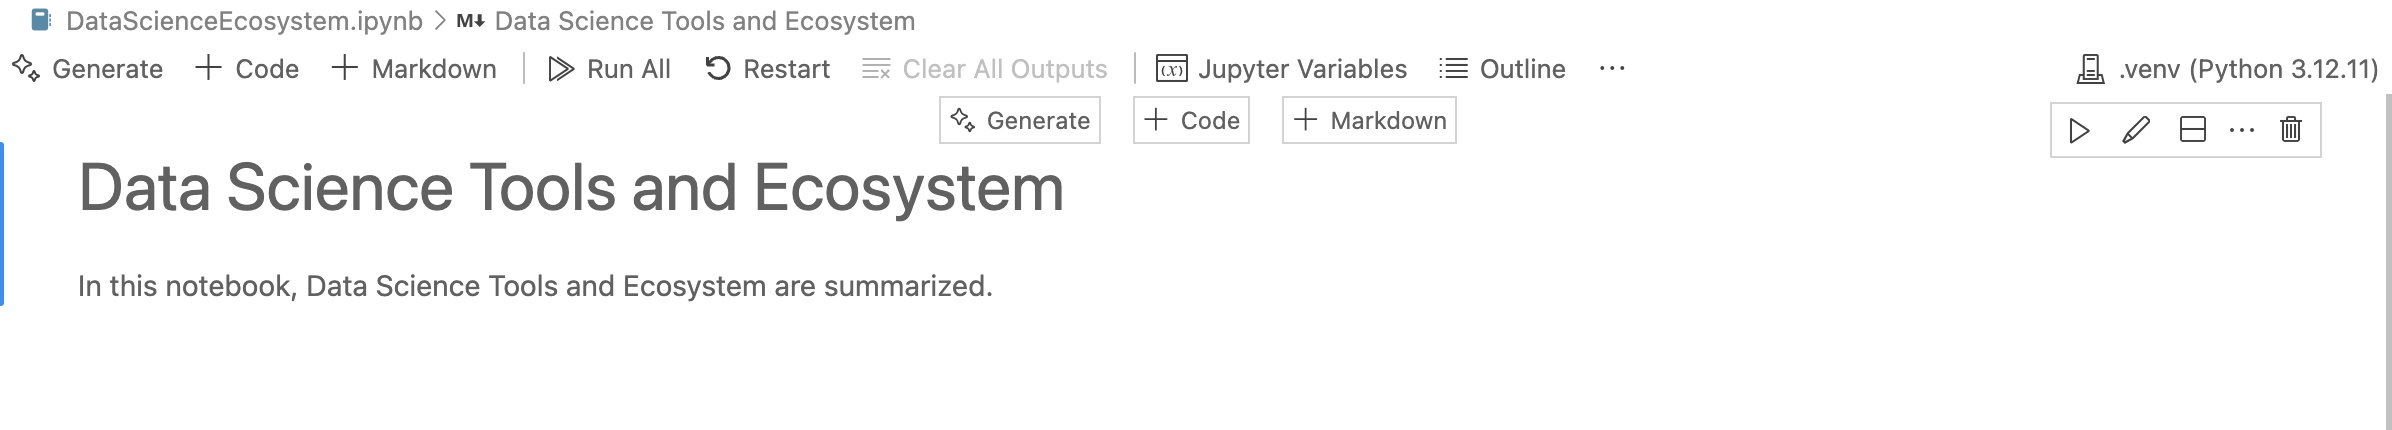 DataScienceEcosystem.ipynb > M↓ Data Science Tools and Ecosystem
Generate + Code + Markdown | Run All Restart Clear All Outputs | (x) Jupyter Variables Outline ··· .venv (Python 3.12.11)
Generate + Code + Markdown
Data Science Tools and Ecosystem
In this notebook, Data Science Tools and Ecosystem are summarized.